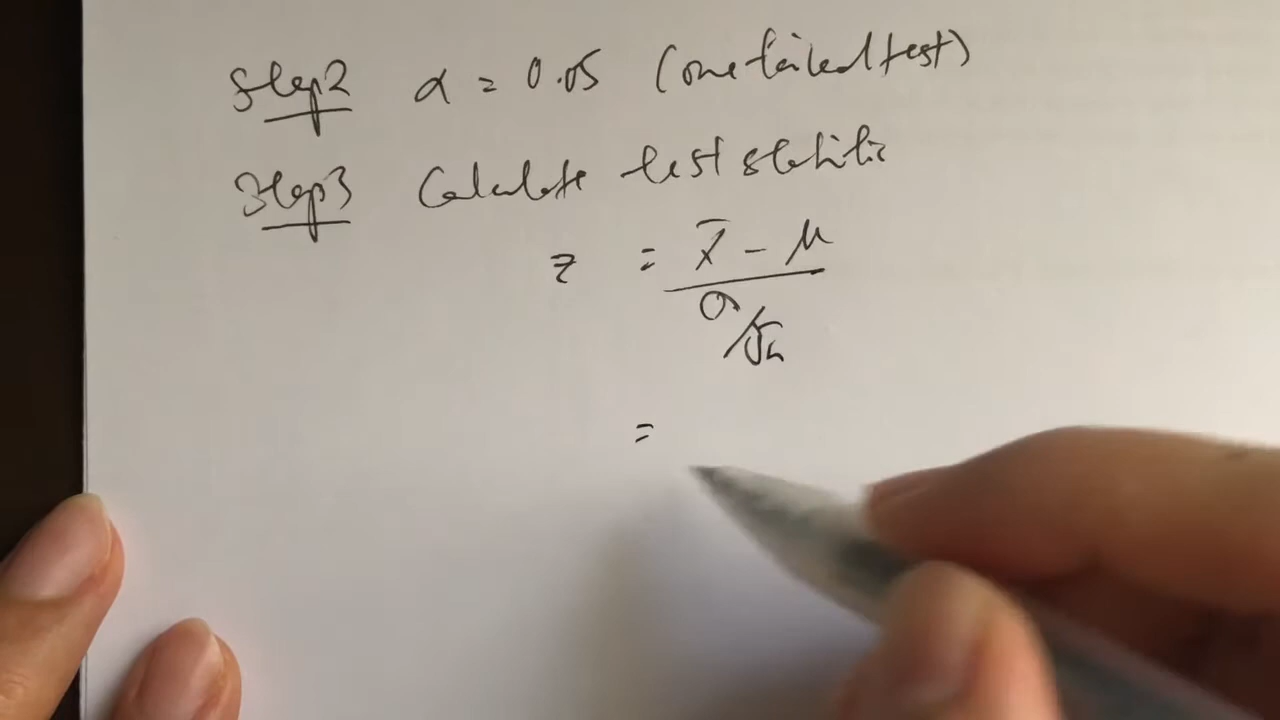 Step2 α = 0.05 (one tailed test)
Step3 Calculate test statistic
z = x̄ - μ
σ/√n
=